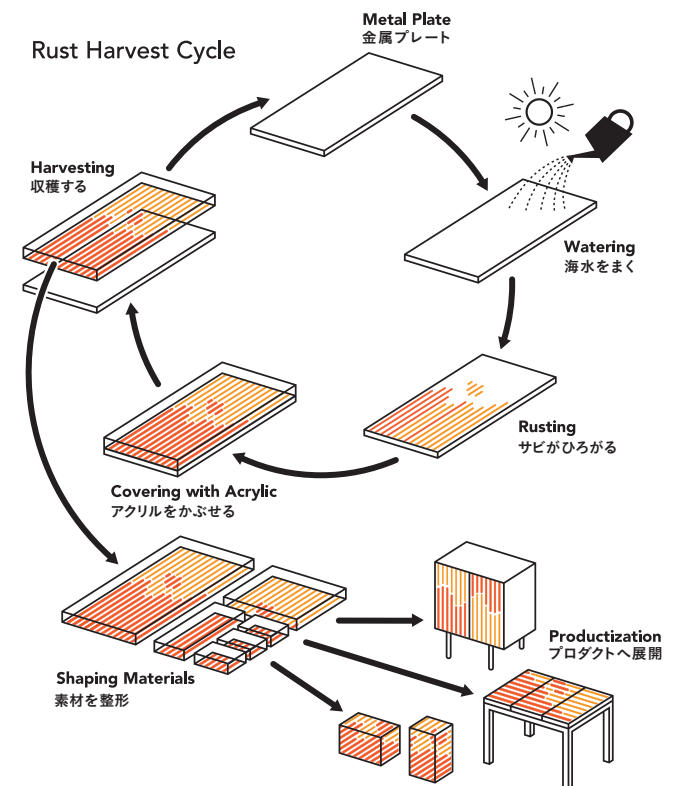 Rust Harvest Cycle
Metal Plate
金属プレート
Watering
海水をまく
Rusting
サビがひろがる
Covering with Acrylic
アクリルをかぶせる
Harvesting
収穫する
Shaping Materials
素材を整形
Productization
プロダクトへ展開